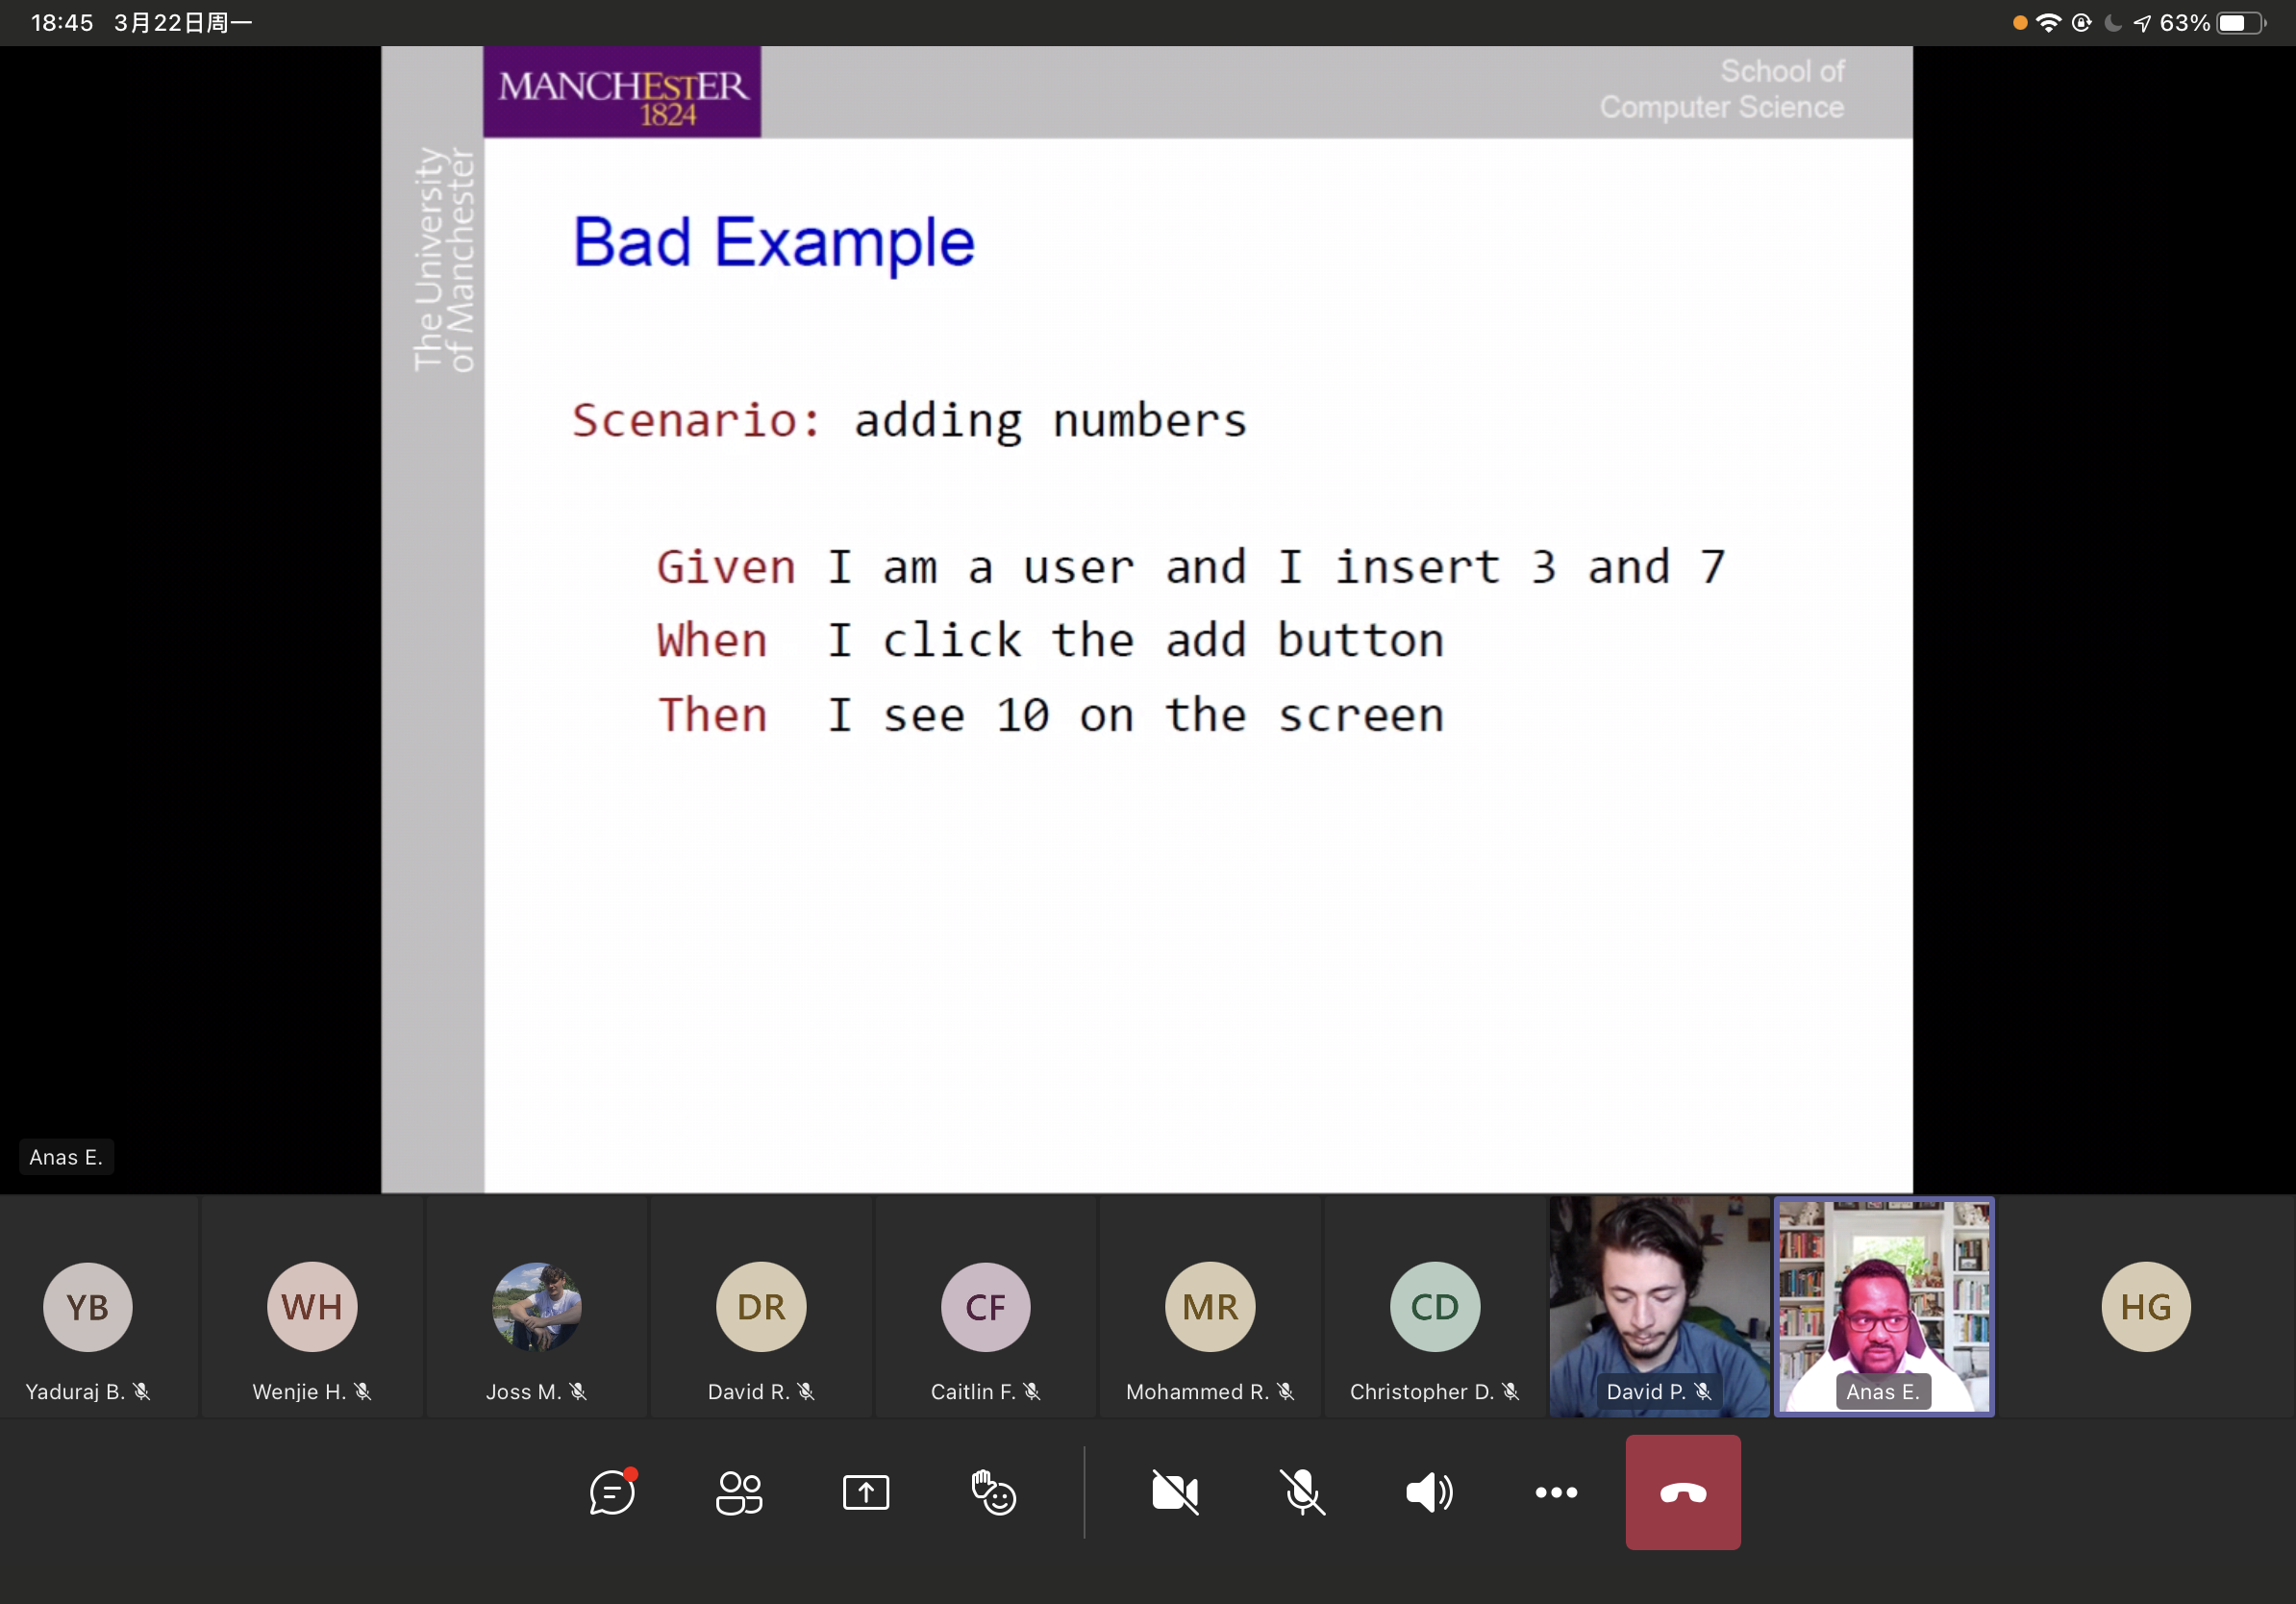 18:45 3月22日周一
63%
MANCHEstER
1824
School of
Computer Science
The University
of Manchester
Bad Example
Scenario: adding numbers
Given I am a user and I insert 3 and 7
When I click the add button
Then I see 10 on the screen
Anas E.
YB
WH
DR
CF
MR
CD
HG
Yaduraj B.
Wenjie H.
Joss M.
David R.
Caitlin F.
Mohammed R.
Christopher D.
David P.
Anas E.